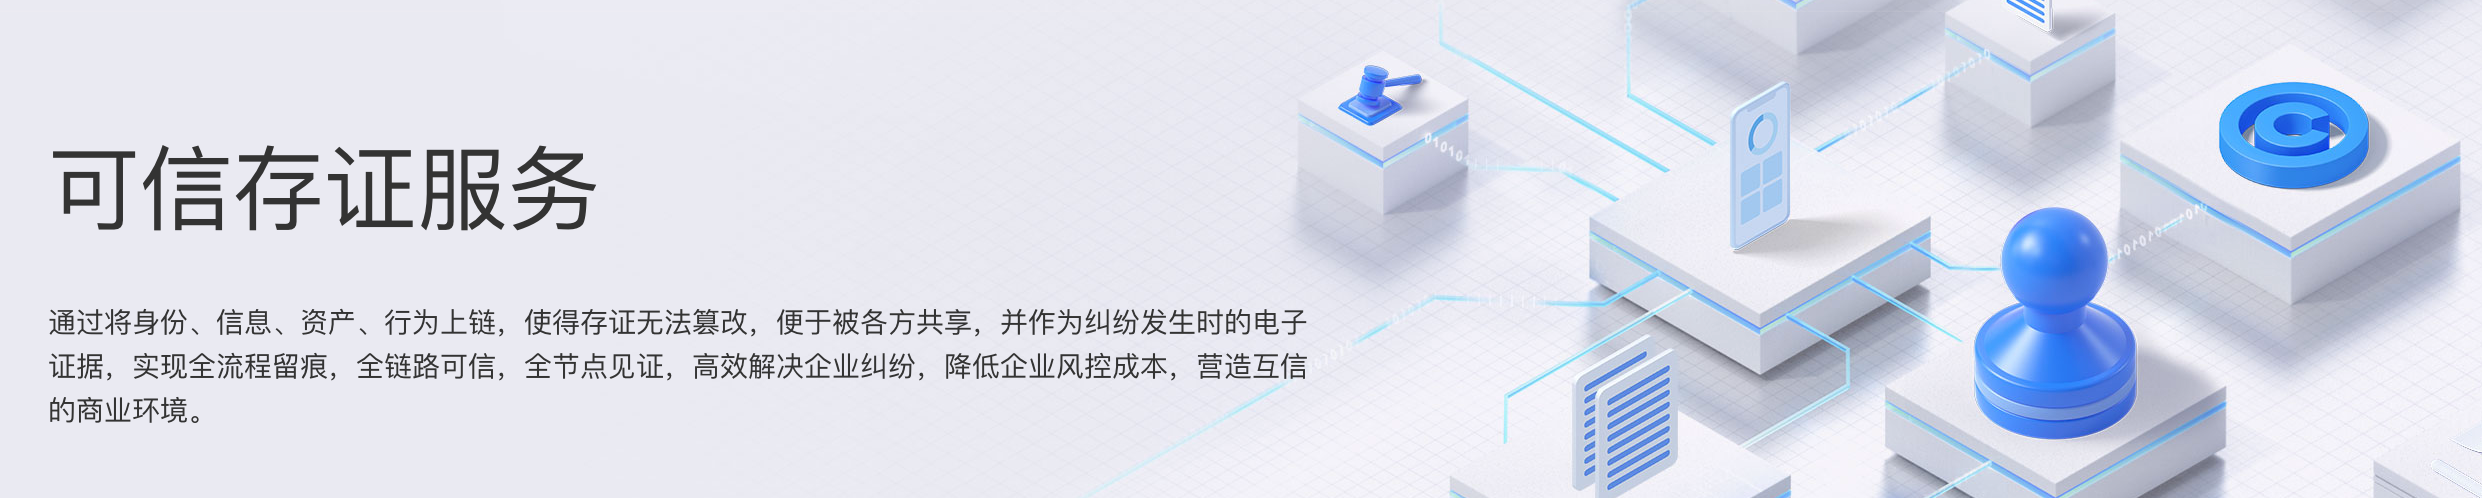 可信存证服务
通过将身份、信息、资产、行为上链，使得存证无法篡改，便于被各方共享，并作为纠纷发生时的电子
证据，实现全流程留痕，全链路可信，全节点见证，高效解决企业纠纷，降低企业风控成本，营造互信
的商业环境。